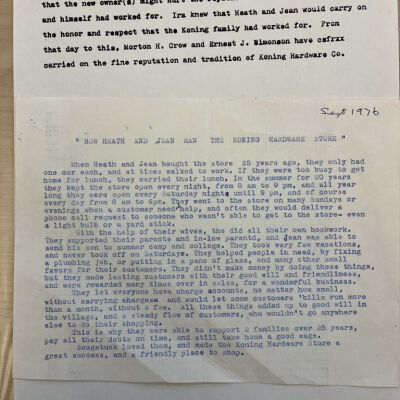 that the new owner(s) might hurt the
and himself had worked for. Ira knew that Heath and Jean would carry on
the honor and respect that the Koning family had worked for. From
that day to this, Norton H. Crow and Ernest J. Simonson have cafrxx
carried on the fine reputation and tradition of Koning Hardware Co.
Sept 1976
" HOW HEATH AND JEAN RAN THE KONING HARDWARE STORE "
When Heath and Jean bought the store 25 years ago, they only had
one car each, and at times walked to work. If they were too busy to get
home for lunch, they carried their lunch. In the summer for 20 years
they kept the store open every night, from 8 am to 9 pm, and all year
long they were open every Saturday nights until 9 pm, and of course
every day from 8 am to 6pm. They went to the store on many Sundays or
evenings when a customer need help, and often they would deliver a
phone call request to someone who wasn't able to get to the store- even
a light bulb or a yard stick.
With the help of their wives, the did all their own bookwork.
They supported their parents and in-law parents, and Jean was able to
send his son to summer camp and college. They took very few vacations,
and never took off on Saturdays. They helped people in need, by fixing
a plumbing job, or putting in a pane of glass, and many other small
favors for their customers. They didn't make money by doing these things,
but they made lasting customers with their good will and friendliness,
and were rewarded many times over in sales, for a wonderful business.
They let everyone have charge accounts, no matter how small,
without carrying charges and would let some customers 'bills run more
than a month, without a fee. All these things added up to good will in
the village, and a steady flow of customers, who wouldn't go anywhere
else to do their shopping.
This is why they were able to support 2 families over 25 years,
pay all their debts on time, and still take home a good wage.
Saugatuck loved them, and made the Koning Hardware Store a
great success, and a friendly place to shop.